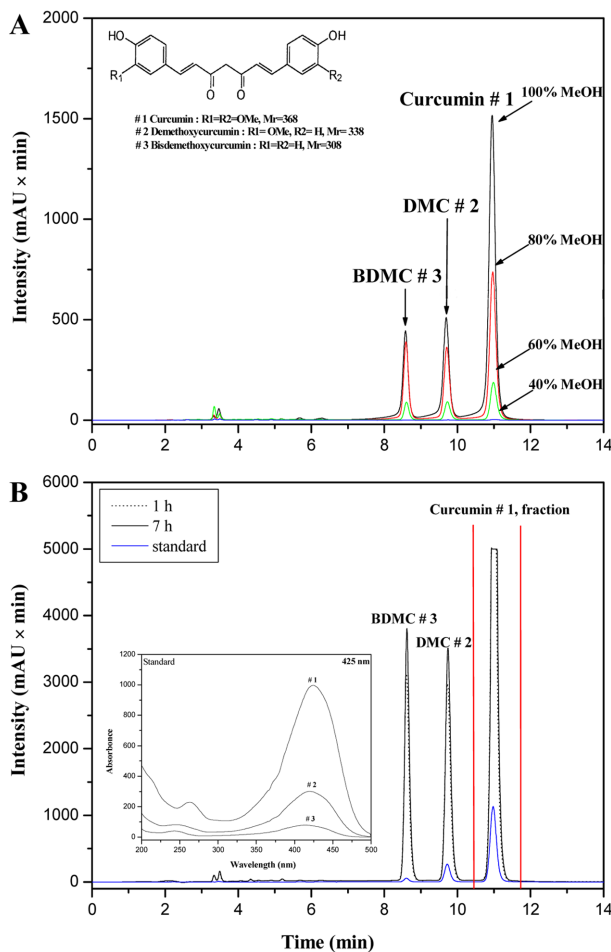 A
HO
OH
R1
R2
O
O
# 1 Curcumin : R1=R2=OMe, Mr=368
# 2 Demethoxycurcumin : R1= OMe, R2= H, Mr= 338
# 3 Bisdemethoxycurcumin : R1=R2=H, Mr=308
Curcumin # 1
100% MeOH
DMC # 2
80% MeOH
BDMC # 3
60% MeOH
40% MeOH
Intensity (mAU × min)
2000
1500
1000
500
0
0 2 4 6 8 10 12 14
B
1 h
7 h
standard
Curcumin # 1, fraction
BDMC # 3
DMC # 2
Intensity (mAU × min)
6000
5000
4000
3000
2000
1000
0
Standard
425 nm
# 1
# 2
# 3
Absorbonce
1200
1000
800
600
400
200
0
200 250 300 350 400 450 500
Wavelength (nm)
0 2 4 6 8 10 12 14
Time (min)